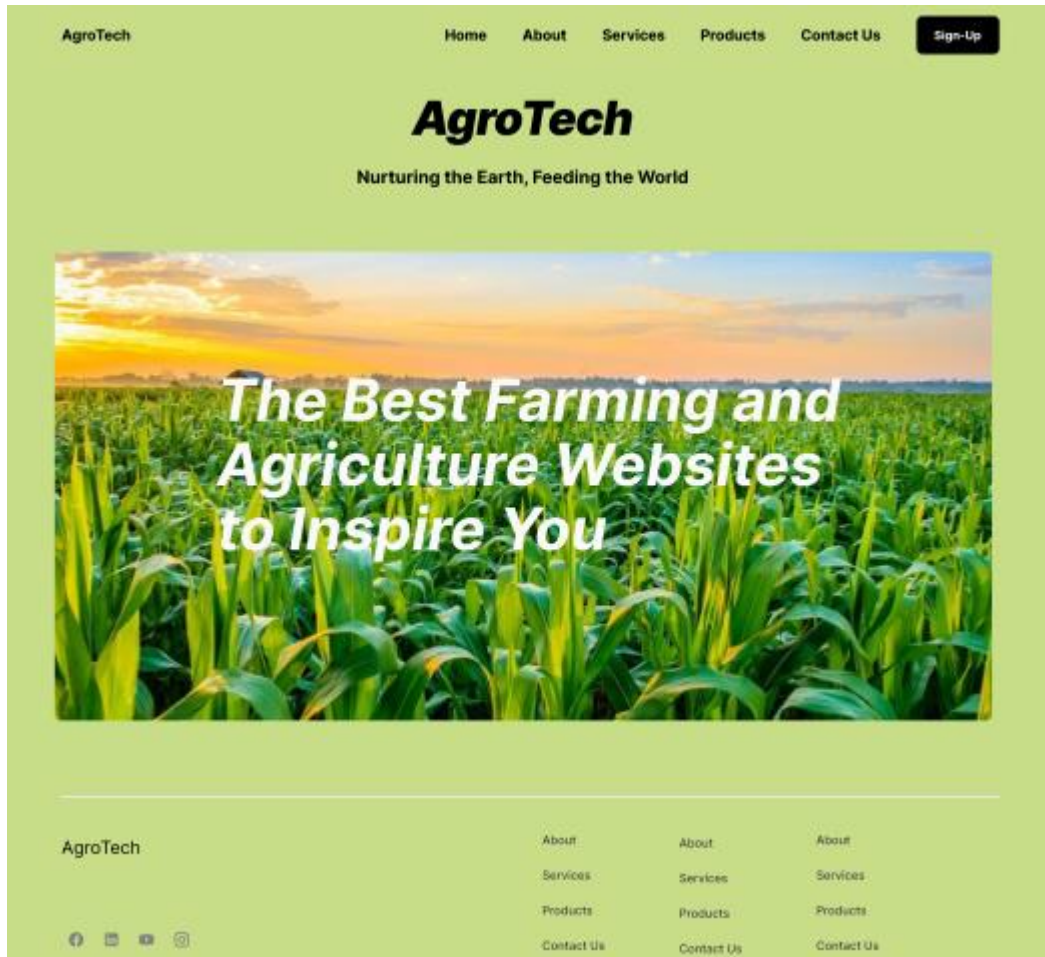 AgroTech
Home About Services Products Contact Us Sign-Up
AgroTech
Nurturing the Earth, Feeding the World
The Best Farming and
Agriculture Websites
to Inspire You
AgroTech
About
Services
Products
Contact Us
About
Services
Products
Contact Us
About
Services
Products
Contact Us